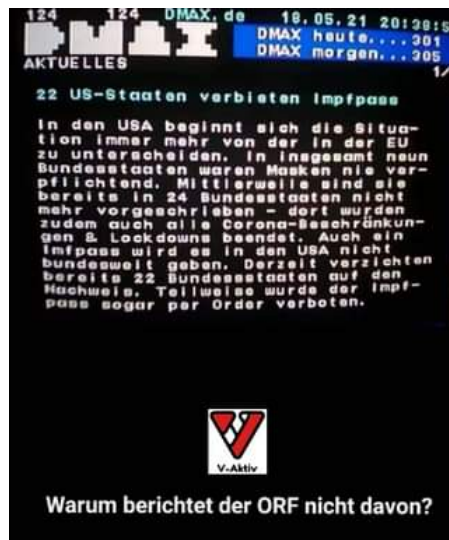 124 124 DMAX.de 18.05.21 20:38:5
DMAX
DMAX heute....301
DMAX morgen...305
AKTUELLES
1/
22 US-Staaten verbieten Impfpass
In den USA beginnt sich die Situa-
tion immer mehr von der in der EU
zu unterscheiden. In insgesamt neun
Bundesstaaten waren Masken nie ver-
pflichtend. Mittlerweile sind sie
bereits in 24 Bundesstaaten nicht
mehr vorgeschrieben - dort wurden
zudem auch alle Corona-Beschränkun-
gen & Lockdowns beendet. Auch ein
Imfpass wird es in den USA nicht
bundesweit geben. Derzeit verzichten
bereits 22 Bundesstaaten auf den
Nachweis. Teilweise wurde der Impf-
pass sogar per Order verboten.
V-Aktiv
Warum berichtet der ORF nicht davon?